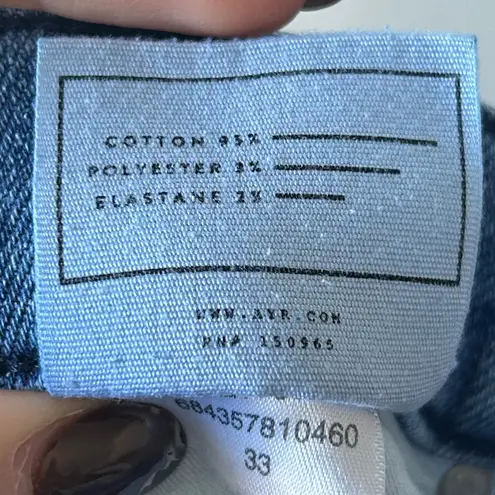 COTTON 95%
POLYESTER 3%
ELASTANE 2%
WWW.AYR.COM
RN# 150965
684357810460
33